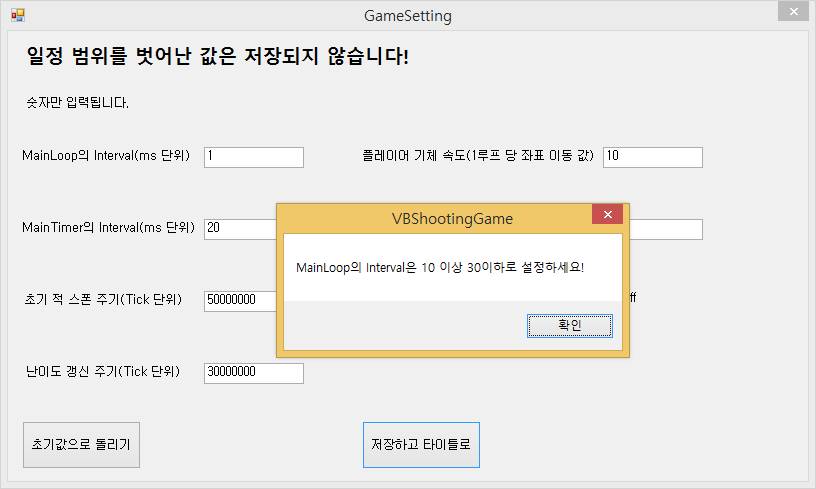 GameSetting
일정 범위를 벗어난 값은 저장되지 않습니다!
숫자만 입력됩니다.
MainLoop의 Interval(ms 단위) 1 플레이어 기체 속도(1루프 당 좌표 이동 값) 10
VBShootingGame
MainTimer의 Interval(ms 단위) 20
MainLoop의 Interval은 10 이상 30이하로 설정하세요!
초기 적 스폰 주기(Tick 단위) 50000000 ff
확인
난이도 갱신 주기(Tick 단위) 30000000
초기값으로 돌리기 저장하고 타이틀로